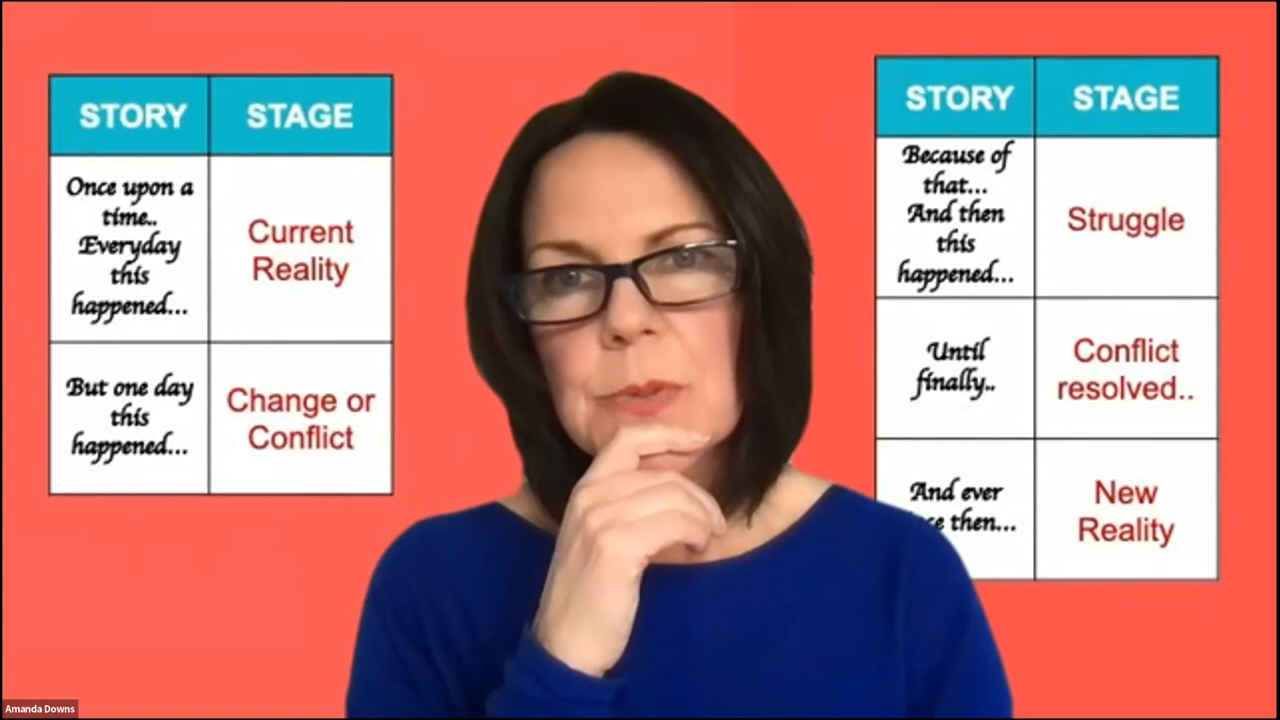 STORY STAGE
Once upon a
time..
Everyday
this
happened...
Current
Reality
But one day
this
happened...
Change or
Conflict
STORY STAGE
Because of
that...
And then
this
happened...
Struggle
Until
finally..
Conflict
resolved..
And ever
then...
New
Reality
Amanda Downs